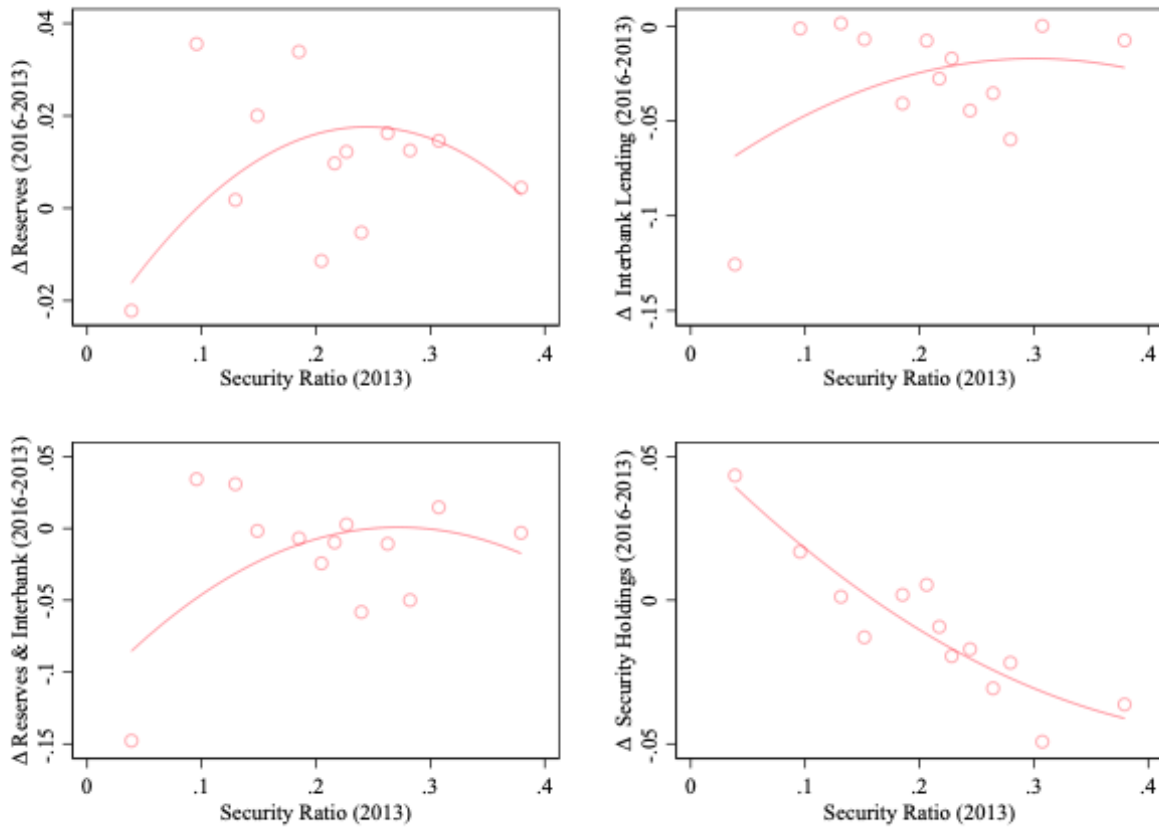 Δ Reserves (2016-2013)
.04
.02
0
-.02
0 .1 .2 .3 .4
Security Ratio (2013)
Δ Interbank Lending (2016-2013)
0
-.05
-.1
-.15
0 .1 .2 .3 .4
Security Ratio (2013)
Δ Reserves & Interbank (2016-2013)
.05
0
-.05
-.1
-.15
0 .1 .2 .3 .4
Security Ratio (2013)
Δ Security Holdings (2016-2013)
.05
0
-.05
0 .1 .2 .3 .4
Security Ratio (2013)